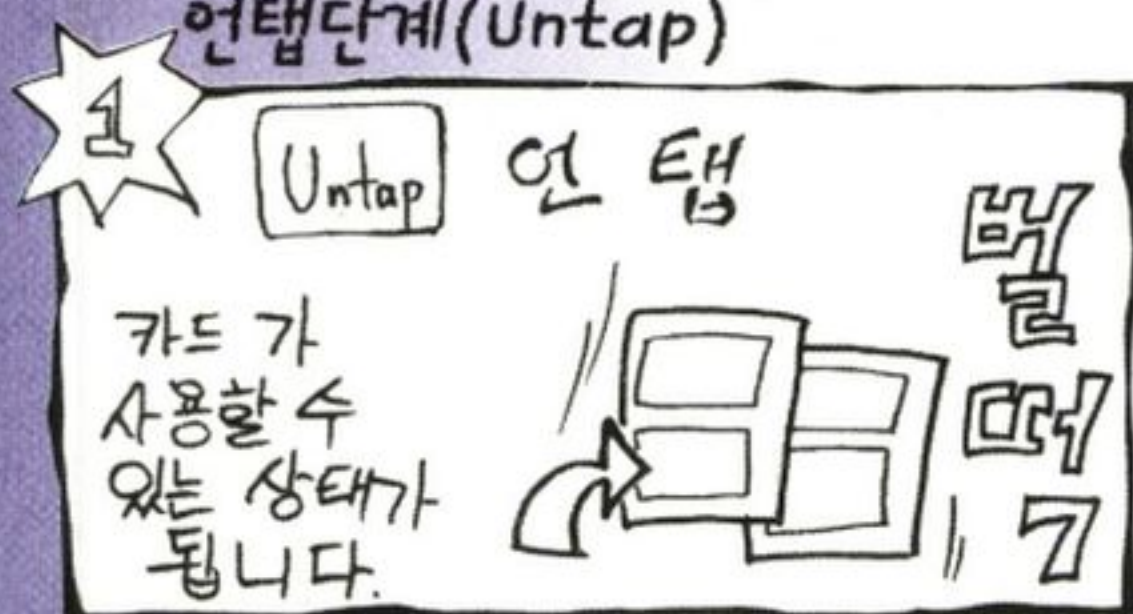 언탭단계(Untap)
1
Untap 언 탭
카드 가
사용할 수
있는 상태가
됩니다.
벌
떠
7